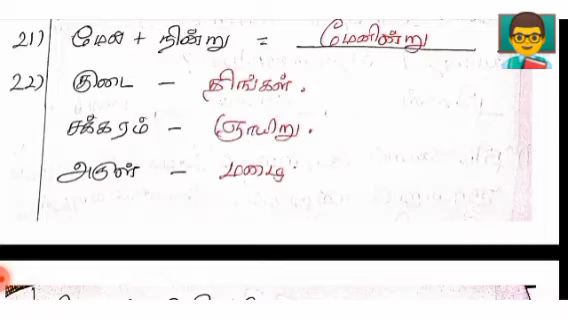 21) மேல + நின்று = மேனின்று
22) குடை - திங்கள்.
சக்கரம் - ஞாயிறு.
அருள் - மழை